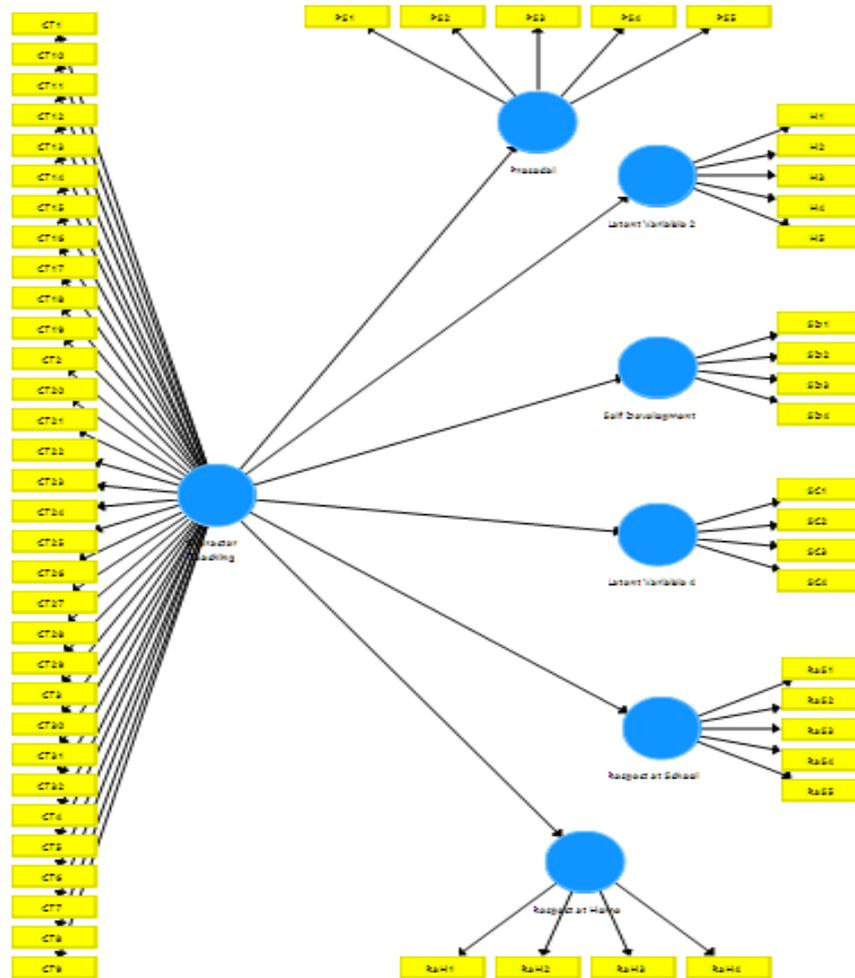 CT1
CT10
CT11
CT12
CT13
CT14
CT15
CT16
CT17
CT18
CT19
CT2
CT20
CT21
CT22
CT23
CT24
CT25
CT26
CT27
CT28
CT29
CT3
CT30
CT31
CT32
CT4
CT5
CT6
CT7
CT8
CT9
PS1
PS2
PS3
PS4
PS5
H1
H2
H3
H4
H5
Latent Variable 2
SD1
SD2
SD3
SD4
Self Development
SC1
SC2
SC3
SC4
Latent Variable 4
RaS1
RaS2
RaS3
RaS4
RaS5
Respect at School
Respect at Home
RaH1
RaH2
RaH3
RaH4